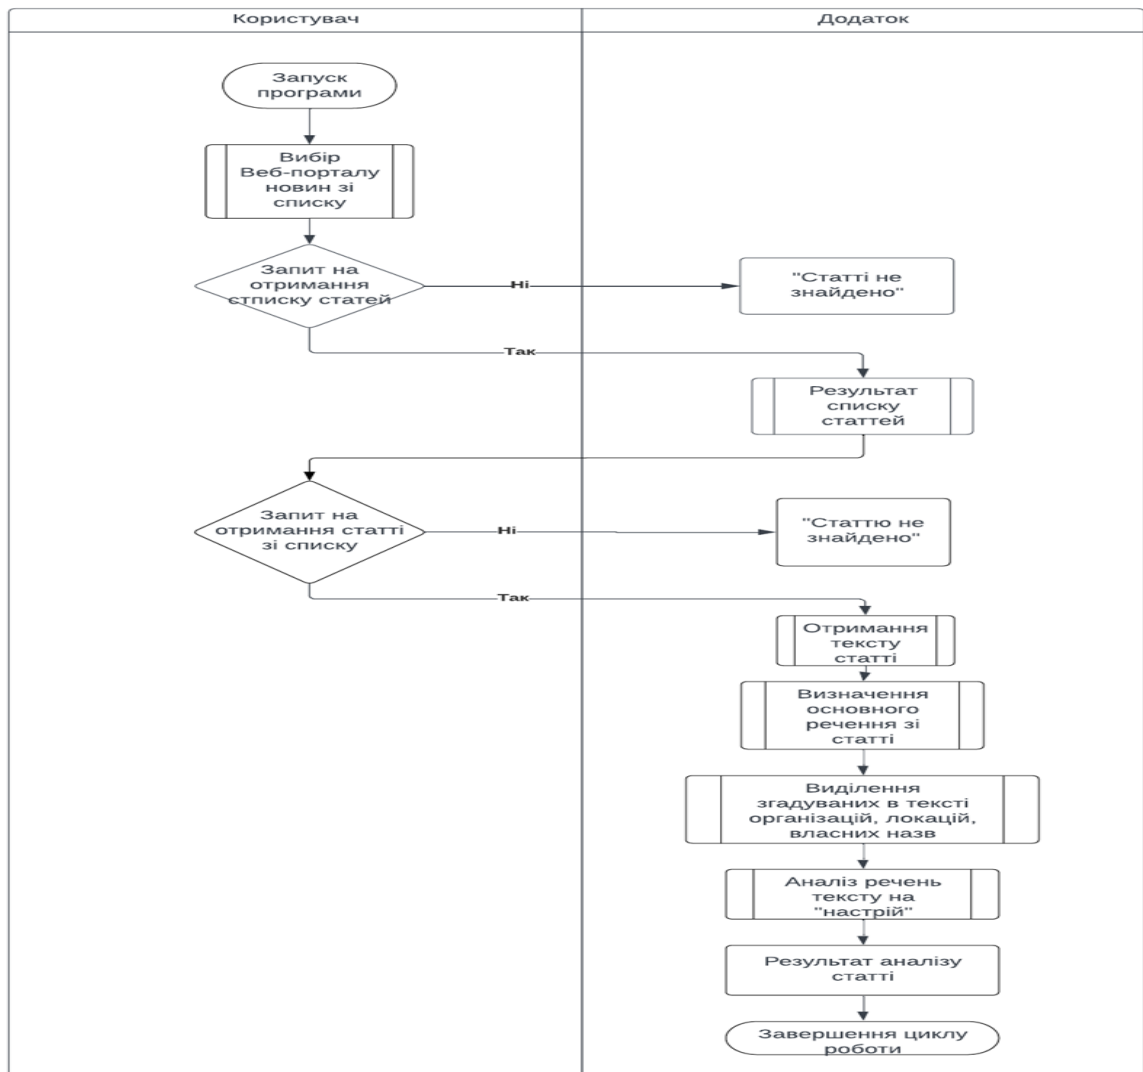 Користувач
Додаток
Запуск
програми
Вибір
Веб-порталу
новин зі
списку
Запит на
отримання
стписку статей
Ні
"Статті не
знайдено"
Так
Результат
списку
статтей
Запит на
отримання статті
зі списку
Ні
"Статтю не
знайдено"
Так
Отримання
тексту
статті
Визначення
основного
речення зі
статті
Виділення
згадуваних в тексті
організацій, локацій,
власних назв
Аналіз речень
тексту на
"настрій"
Результат аналізу
статті
Завершення циклу
роботи